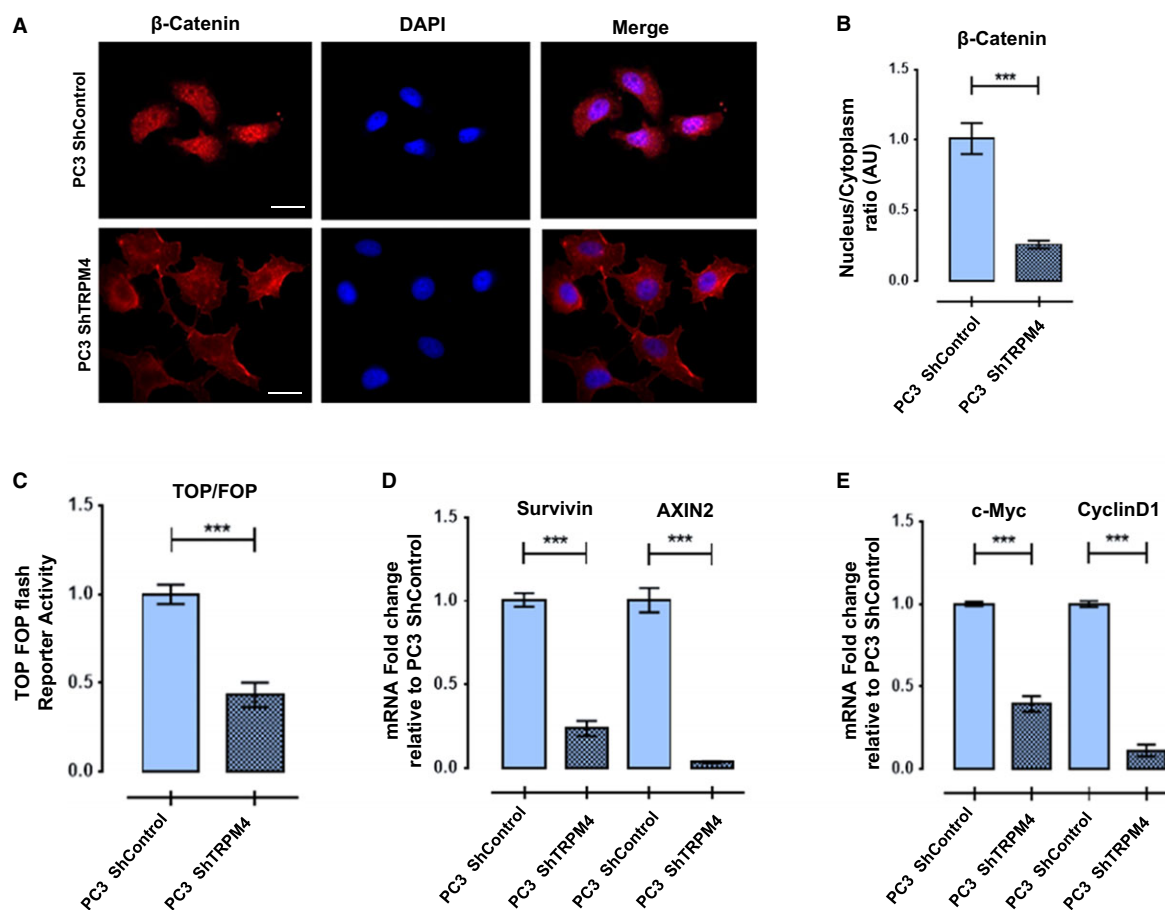 A
β-Catenin
DAPI
Merge
PC3 ShControl
PC3 ShTRPM4
B
β-Catenin
Nucleus/Cytoplasm
ratio (AU)
1.5
1.0
0.5
0.0
***
PC3 ShControl
PC3 ShTRPM4
C
TOP/FOP
TOP FOP flash
Reporter Activity
1.5
1.0
0.5
0.0
***
PC3 ShControl
PC3 ShTRPM4
D
Survivin
AXIN2
mRNA Fold change
relative to PC3 ShControl
1.5
1.0
0.5
0.0
***
***
PC3 ShControl
PC3 ShTRPM4
PC3 ShControl
PC3 ShTRPM4
E
c-Myc
CyclinD1
mRNA Fold change
relative to PC3 ShControl
1.5
1.0
0.5
0.0
***
***
PC3 ShControl
PC3 ShTRPM4
PC3 ShControl
PC3 ShTRPM4